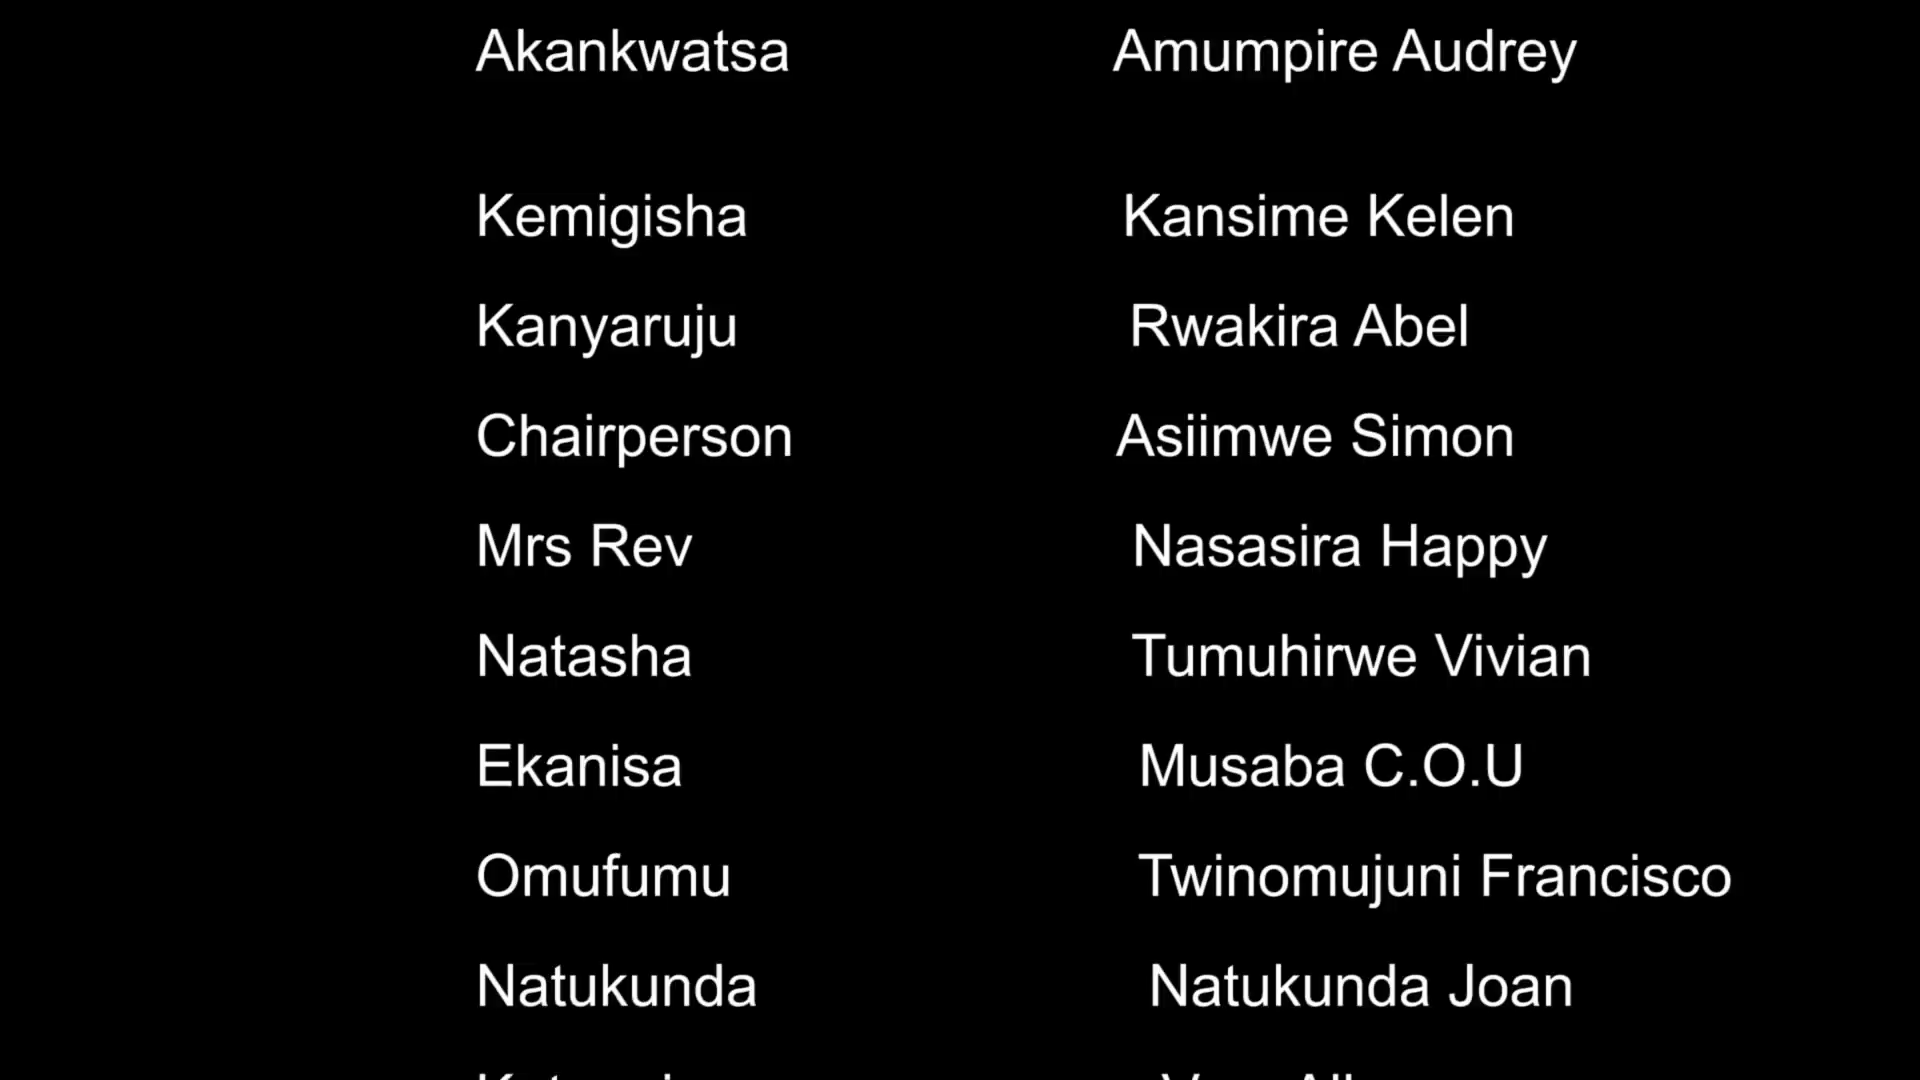 Akankwatsa Amumpire Audrey
Kemigisha Kansime Kelen
Kanyaruju Rwakira Abel
Chairperson Asiimwe Simon
Mrs Rev Nasasira Happy
Natasha Tumuhirwe Vivian
Ekanisa Musaba C.O.U
Omufumu Twinomujuni Francisco
Natukunda Natukunda Joan